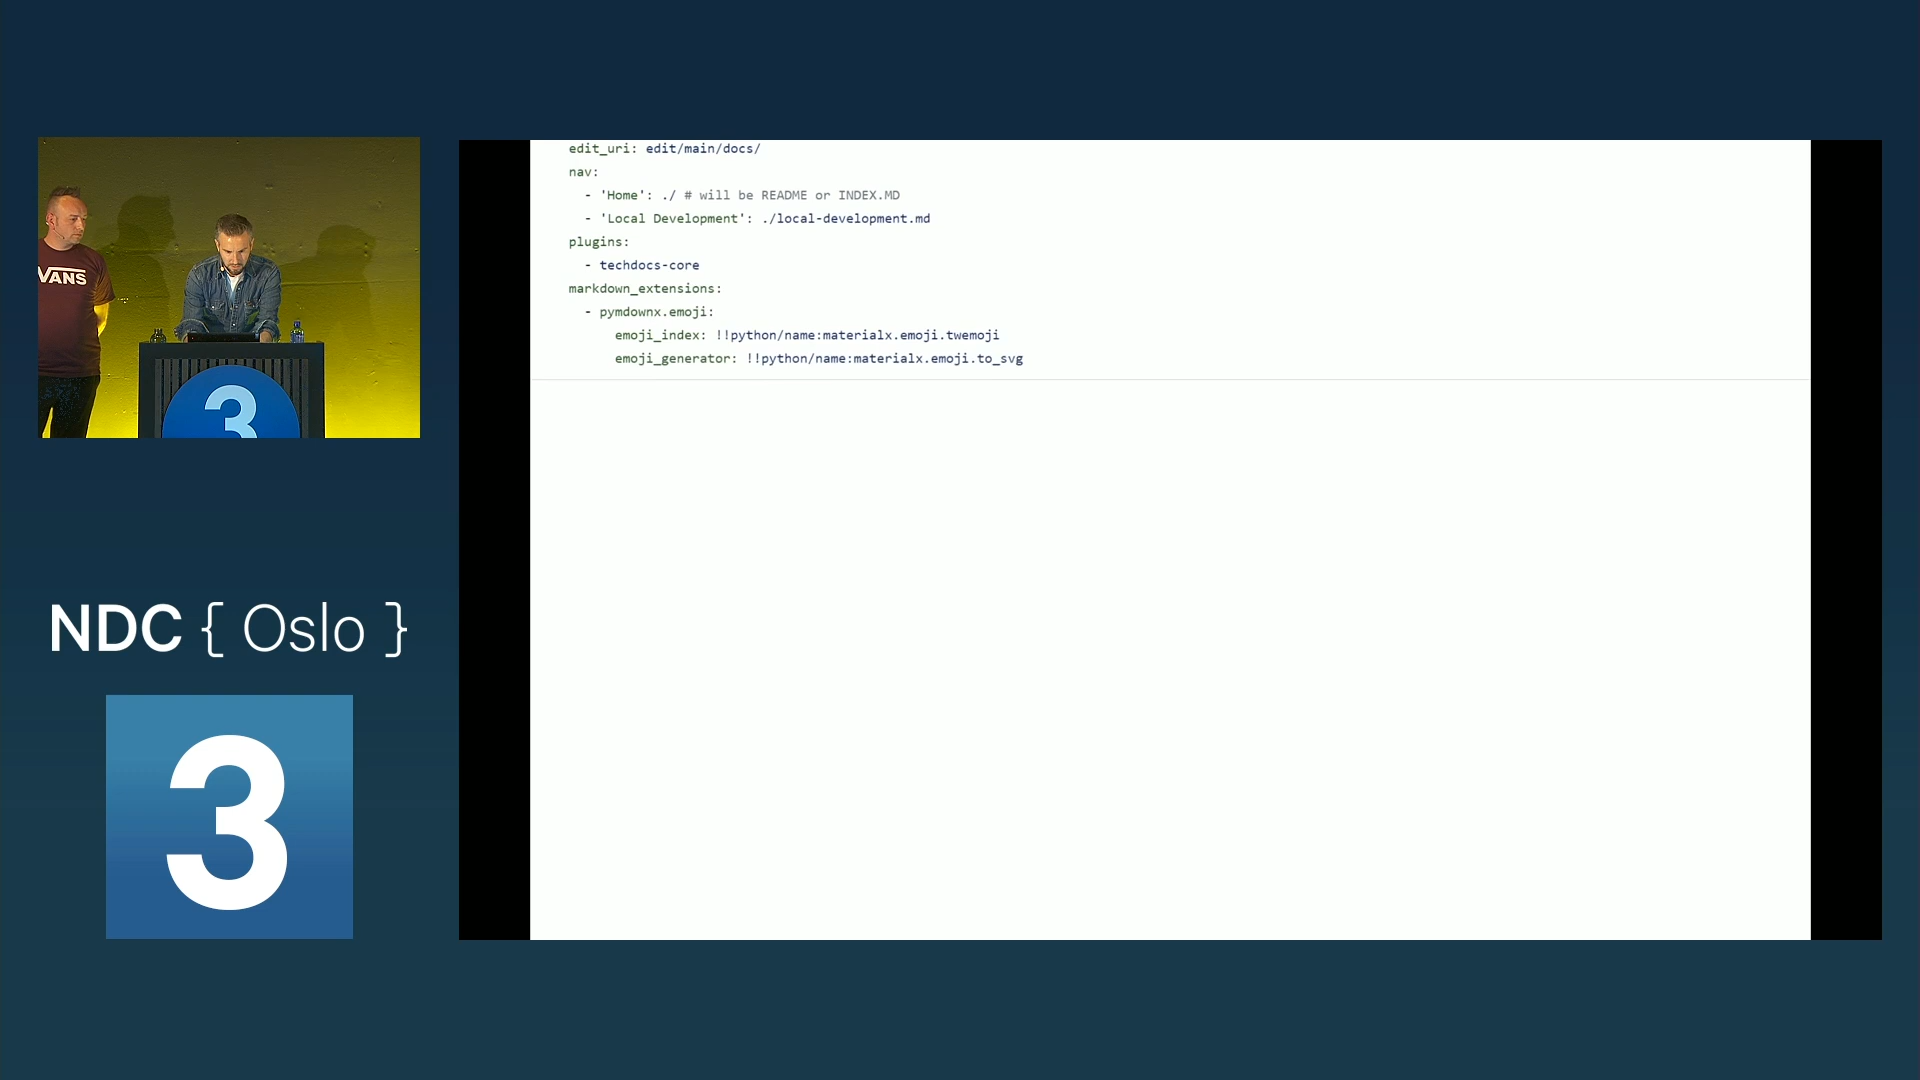 edit_uri: edit/main/docs/
nav:
  - 'Home': ./ # will be README or INDEX.MD
  - 'Local Development': ./local-development.md
plugins:
  - techdocs-core
markdown_extensions:
  - pymdownx.emoji:
      emoji_index: !!python/name:materialx.emoji.twemoji
      emoji_generator: !!python/name:materialx.emoji.to_svg
VANS
3
NDC { Oslo }
3